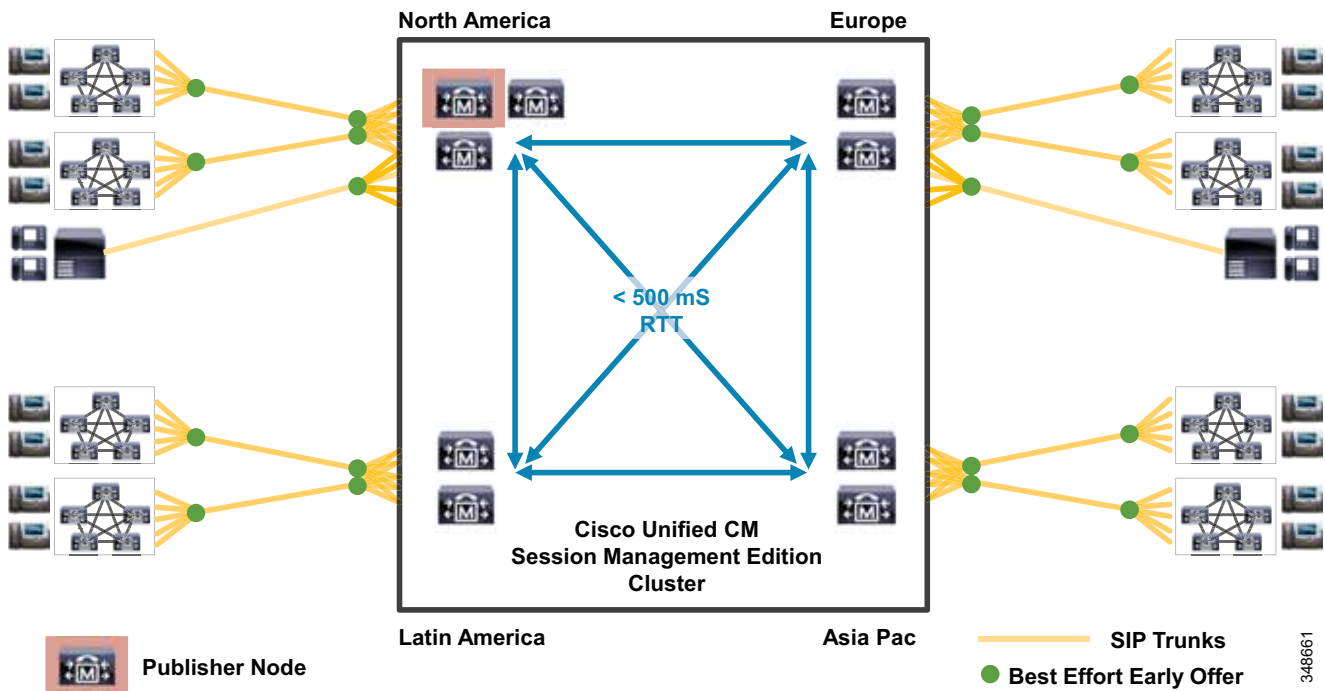 North America
Europe
< 500 mS
RTT
Cisco Unified CM
Session Management Edition
Cluster
Latin America
Asia Pac
Publisher Node
SIP Trunks
Best Effort Early Offer
348661